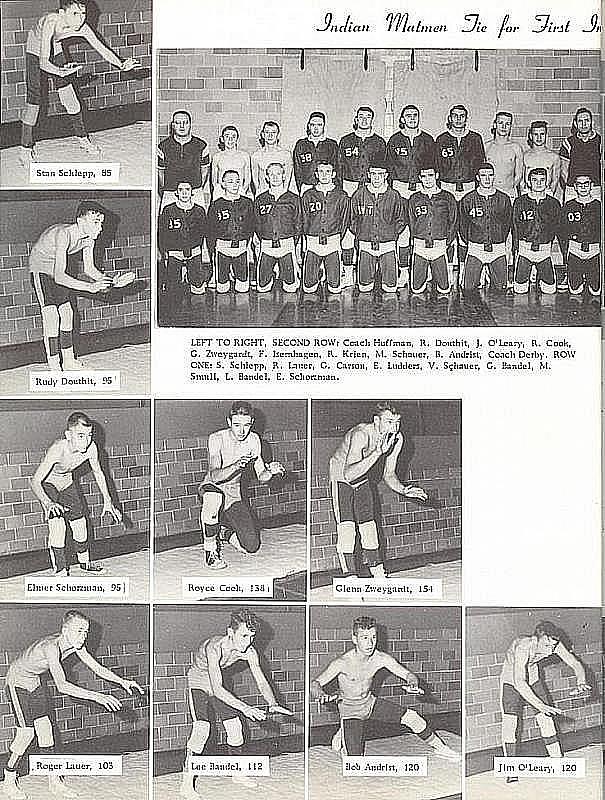 Indian Matmen Tie for First In
Stan Schlepp, 85
LEFT TO RIGHT, SECOND ROW: Coach Huffman, R. Douthit, J. O'Leary, R. Cook,
G. Zweygardt, F. Isernhagen, R. Krien, M. Schauer, B. Andrist, Coach Derby. ROW
ONE: S. Schlepp, R. Lauer, G. Carson, E. Ludders, V. Schauer, G. Bandel, M.
Smull, L. Bandel, E. Schorzman.
Rudy Douthit, 95
Elmer Schorzman, 95
Royce Cook, 138
Glenn Zweygardt, 154
Roger Lauer, 103
Lee Bandel, 112
Bob Andrist, 120
Jim O'Leary, 120